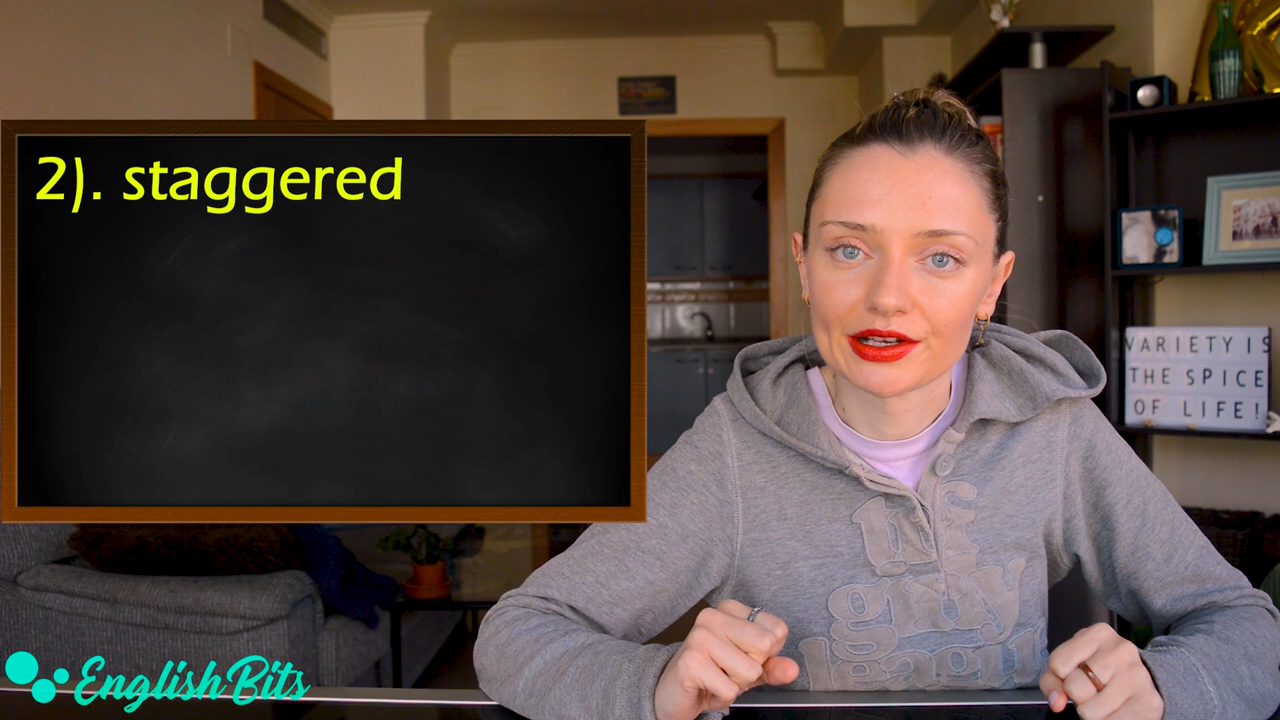 2). staggered
VARIETY IS
THE SPICE
OF LIFE!
EnglishBits